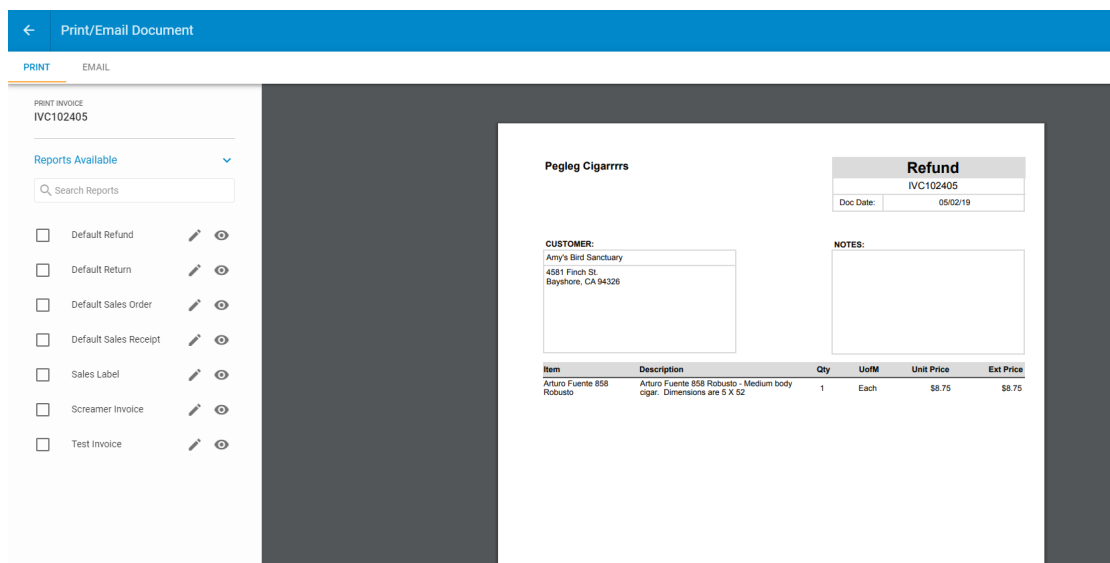 Print/Email Document
PRINT EMAIL
PRINT INVOICE
IVC102405
Reports Available
Search Reports
Default Refund
Default Return
Default Sales Order
Default Sales Receipt
Sales Label
Screamer Invoice
Test Invoice
Pegleg Cigarrrs
Refund
IVC102405
Doc Date: 05/02/19
CUSTOMER:
Amy's Bird Sanctuary
4581 Finch St.
Bayshore, CA 94326
NOTES:
Item Description Qty UofM Unit Price Ext Price
Arturo Fuente 858 Arturo Fuente 858 Robusto - Medium body 1 Each $8.75 $8.75
Robusto cigar. Dimensions are 5 X 52